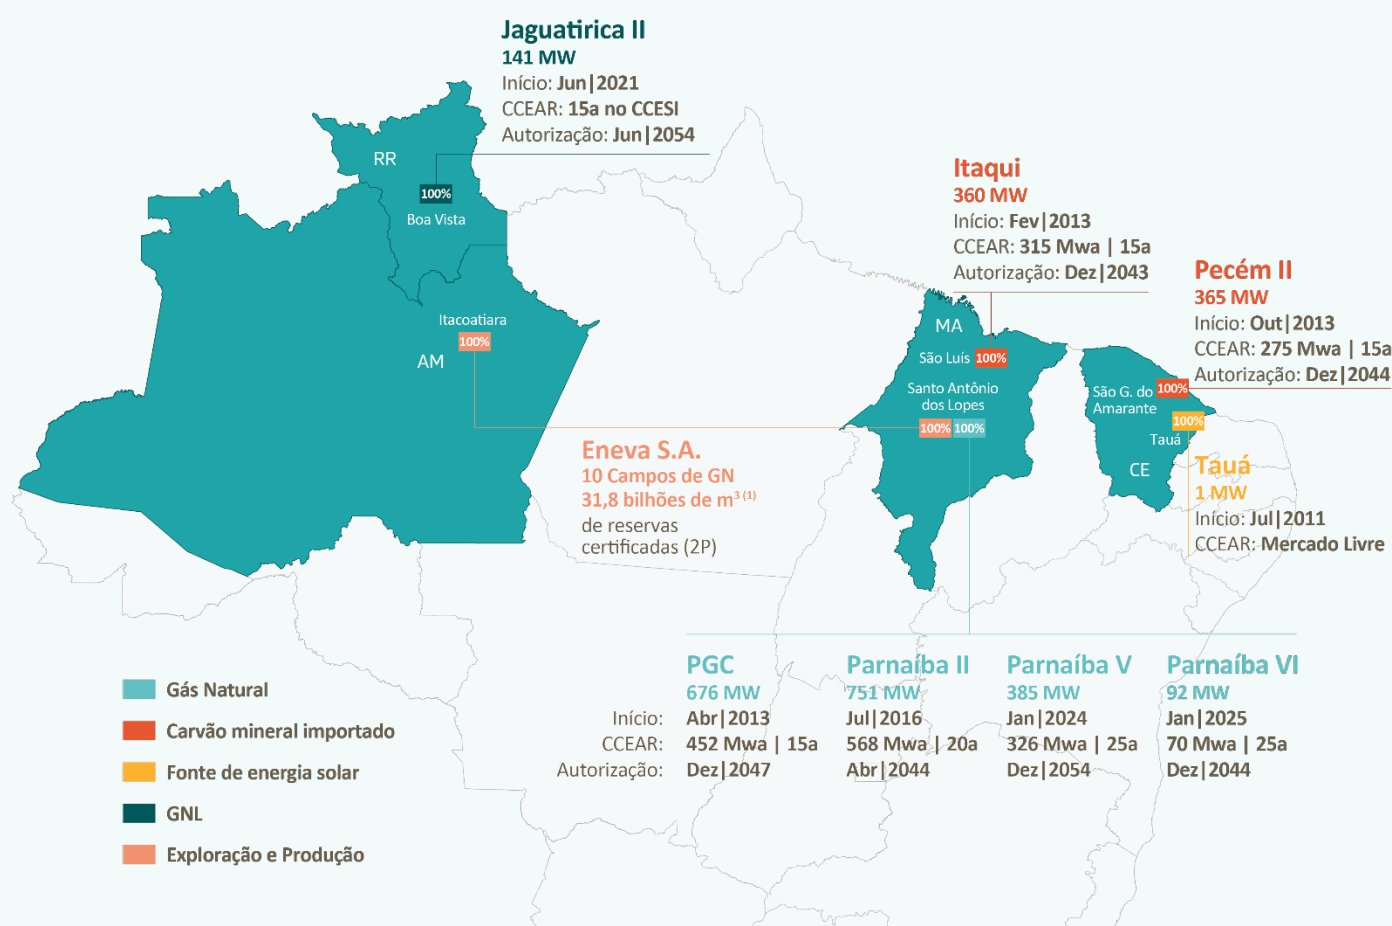 Jaguatirica II
141 MW
Início: Jun|2021
CCEAR: 15a no CCESI
Autorização: Jun|2054
RR
100%
Boa Vista
Itaqui
360 MW
Início: Fev|2013
CCEAR: 315 Mwa | 15a
Autorização: Dez|2043
Pecém II
365 MW
Início: Out|2013
CCEAR: 275 Mwa | 15a
Autorização: Dez|2044
Itacoatiara
100%
AM
MA
São Luís 100%
Santo Antônio
dos Lopes
100% 100%
São G. do
Amarante
100%
100%
Tauá
CE
Eneva S.A.
10 Campos de GN
31,8 bilhões de m³ ⁽¹⁾
de reservas
certificadas (2P)
Tauá
1 MW
Início: Jul|2011
CCEAR: Mercado Livre
PGC Parnaíba II Parnaíba V Parnaíba VI
676 MW 751 MW 385 MW 92 MW
Início: Abr|2013 Jul|2016 Jan|2024 Jan|2025
CCEAR: 452 Mwa | 15a 568 Mwa | 20a 326 Mwa | 25a 70 Mwa | 25a
Autorização: Dez|2047 Abr|2044 Dez|2054 Dez|2044
Gás Natural
Carvão mineral importado
Fonte de energia solar
GNL
Exploração e Produção